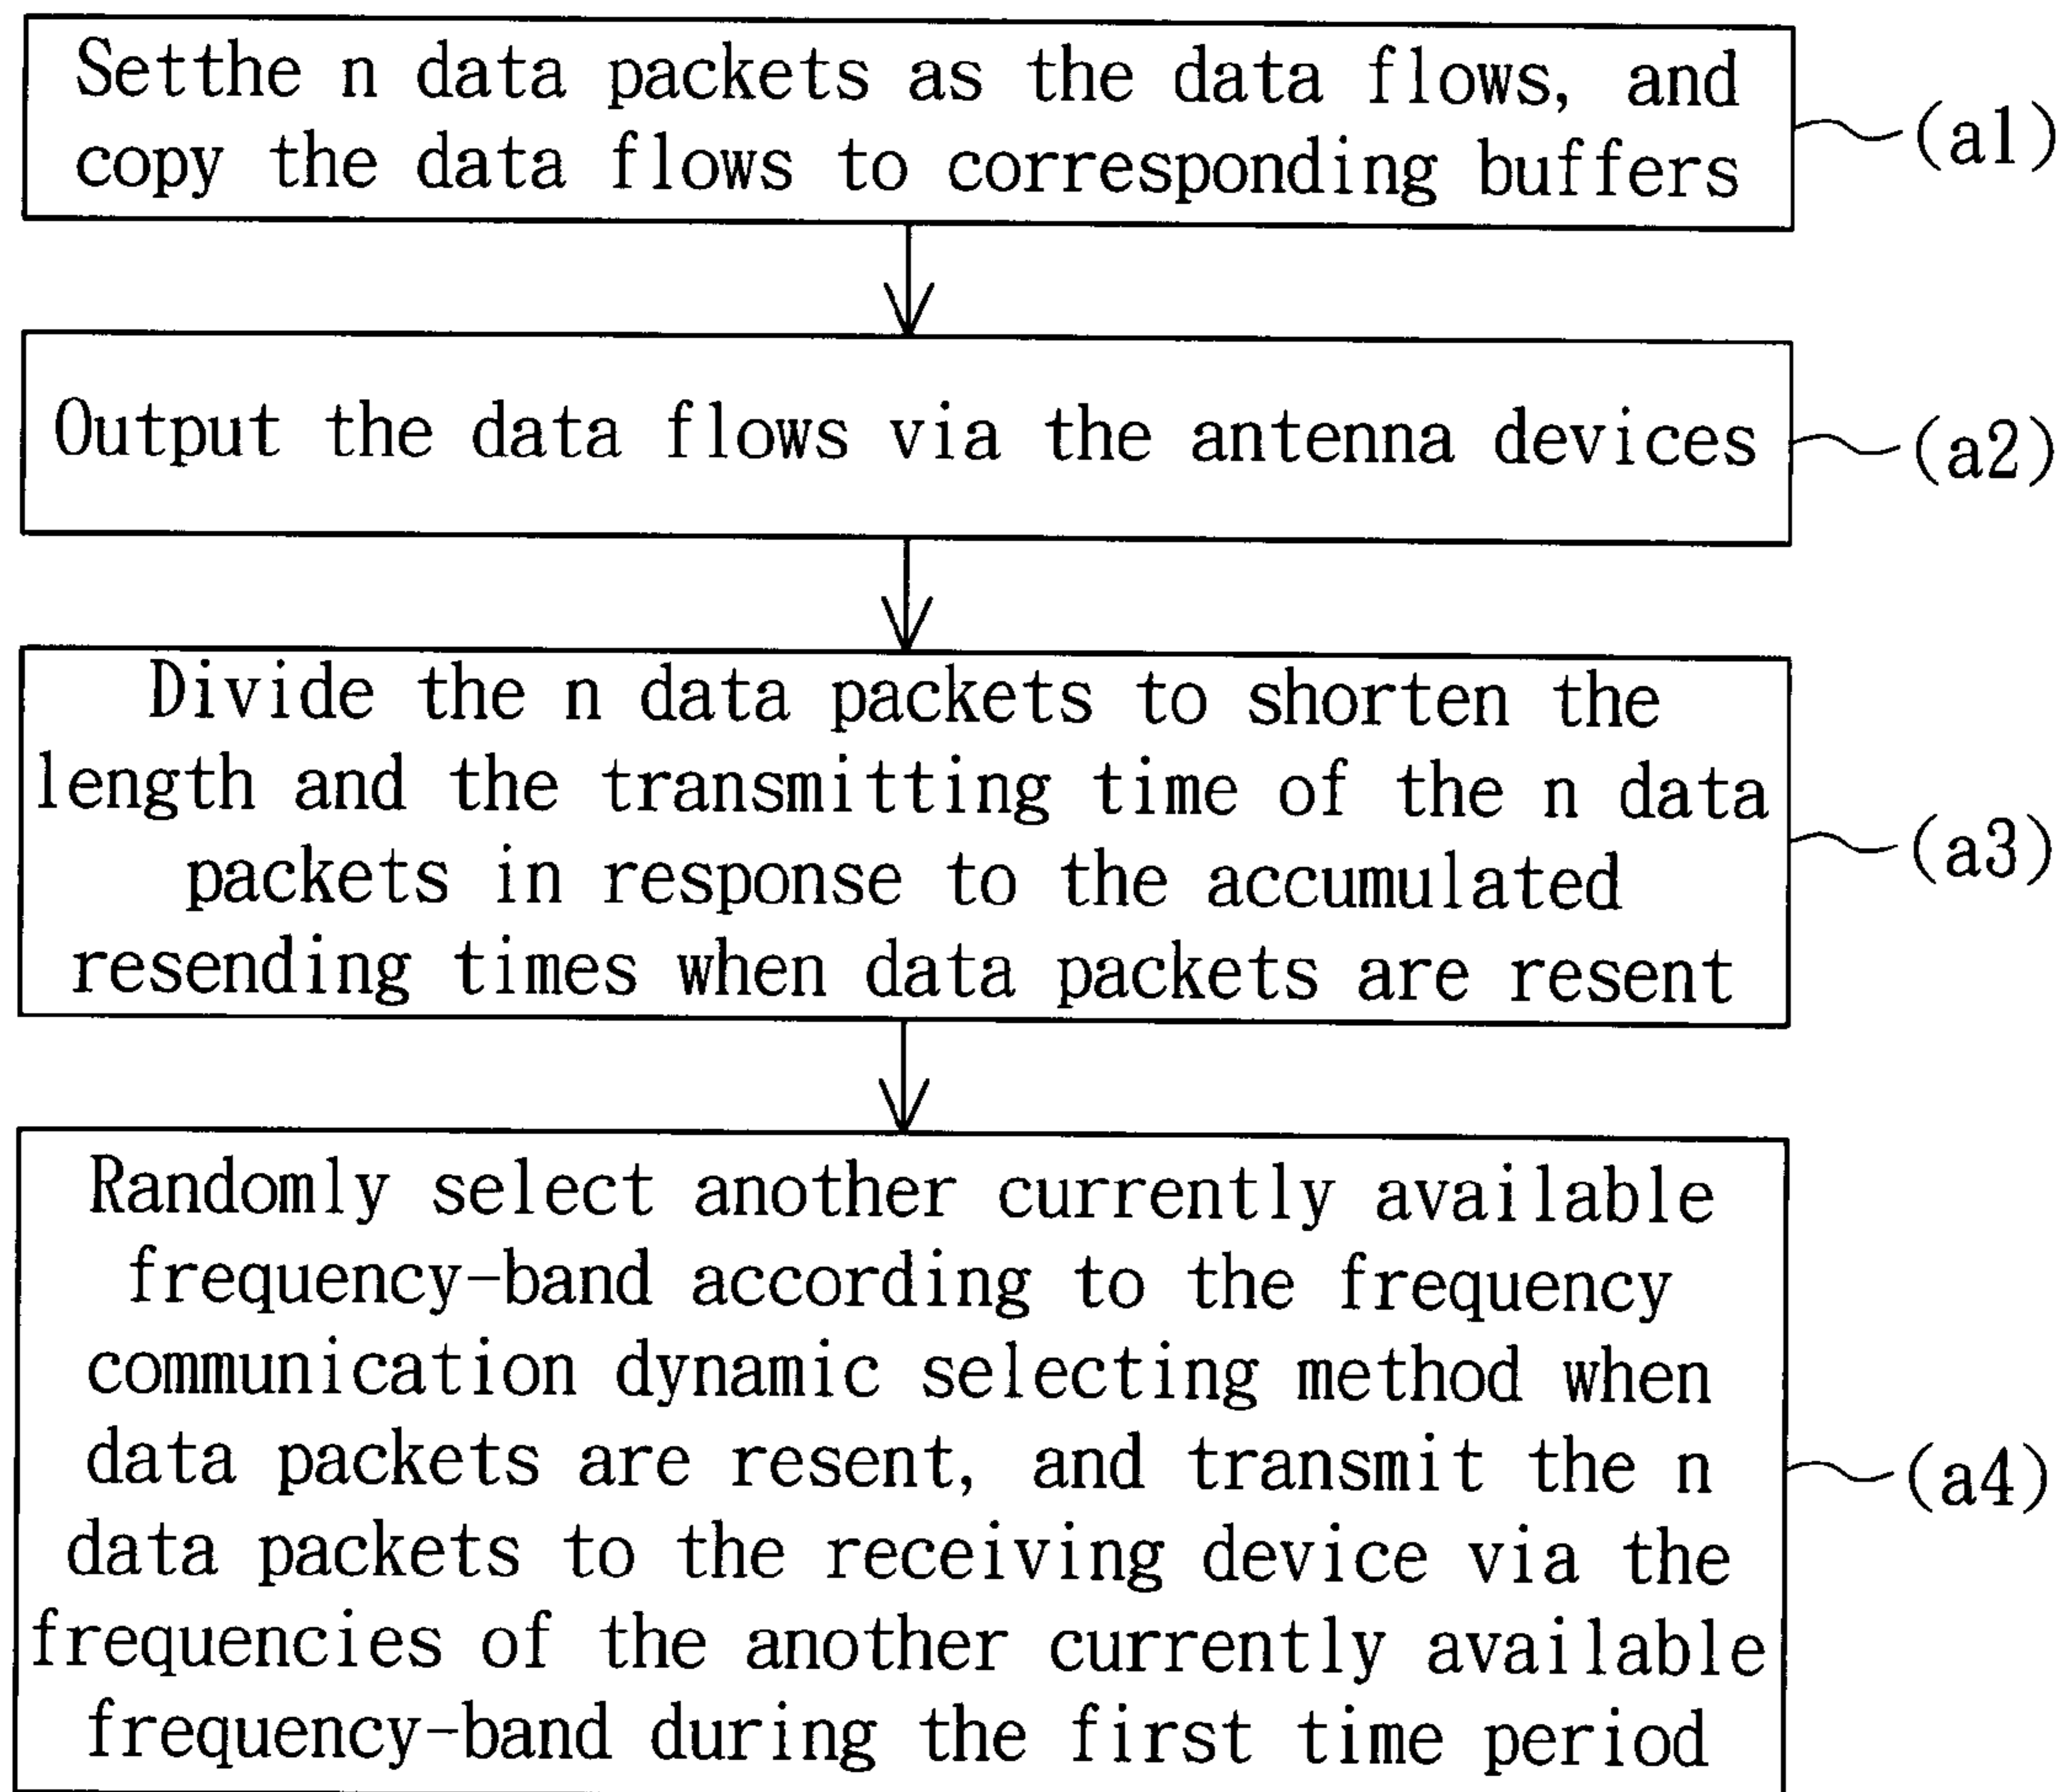 Setthe n data packets as the data flows, and
copy the data flows to corresponding buffers
(a1)
Output the data flows via the antenna devices
(a2)
Divide the n data packets to shorten the
length and the transmitting time of the n data
packets in response to the accumulated
resending times when data packets are resent
(a3)
Randomly select another currently available
frequency-band according to the frequency
communication dynamic selecting method when
data packets are resent, and transmit the n
data packets to the receiving device via the
frequencies of the another currently available
frequency-band during the first time period
(a4)